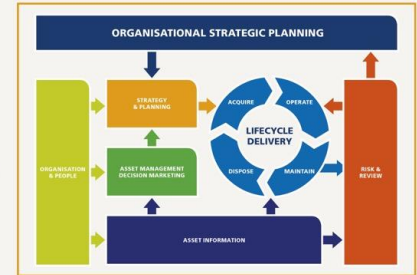 ORGANISATIONAL STRATEGIC PLANNING
STRATEGY
& PLANNING
ACQUIRE
OPERATE
LIFECYCLE
DELIVERY
ORGANISATION
& PEOPLE
ASSET MANAGEMENT
DECISION MARKETING
DISPOSE
MAINTAIN
RISK &
REVIEW
ASSET INFORMATION